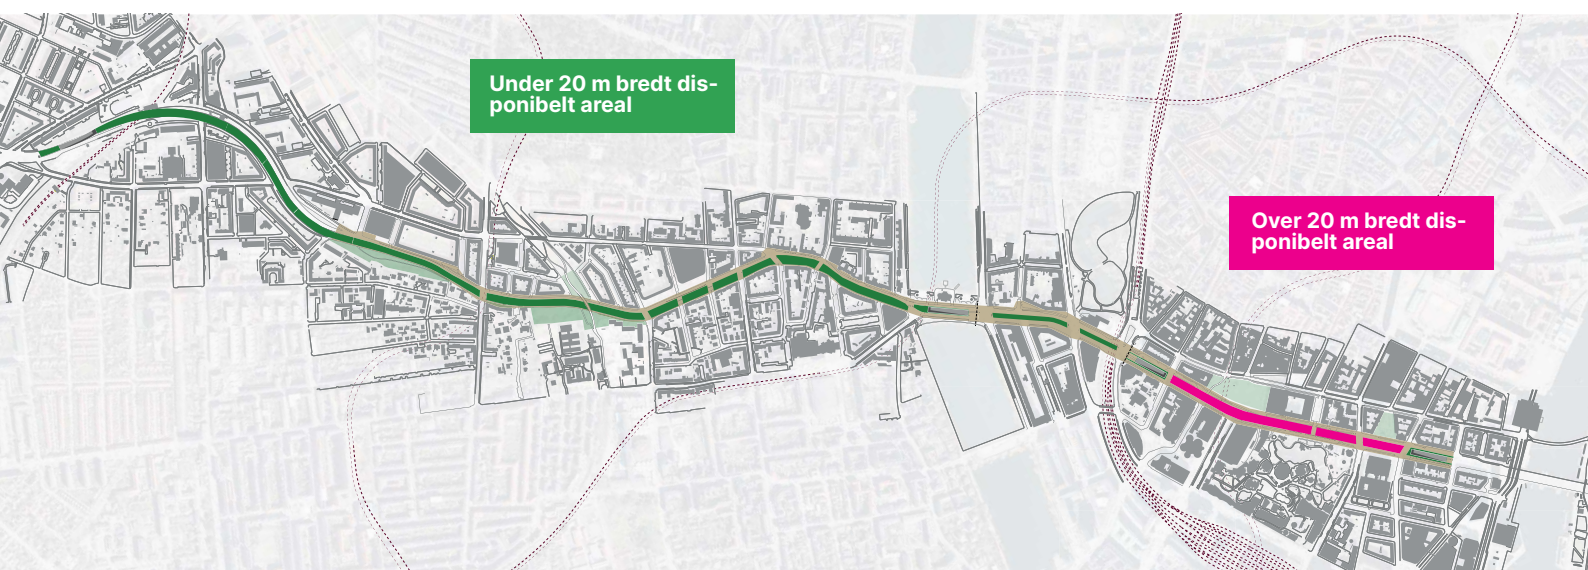 Under 20 m bredt dis-
ponibelt areal
Over 20 m bredt dis-
ponibelt areal